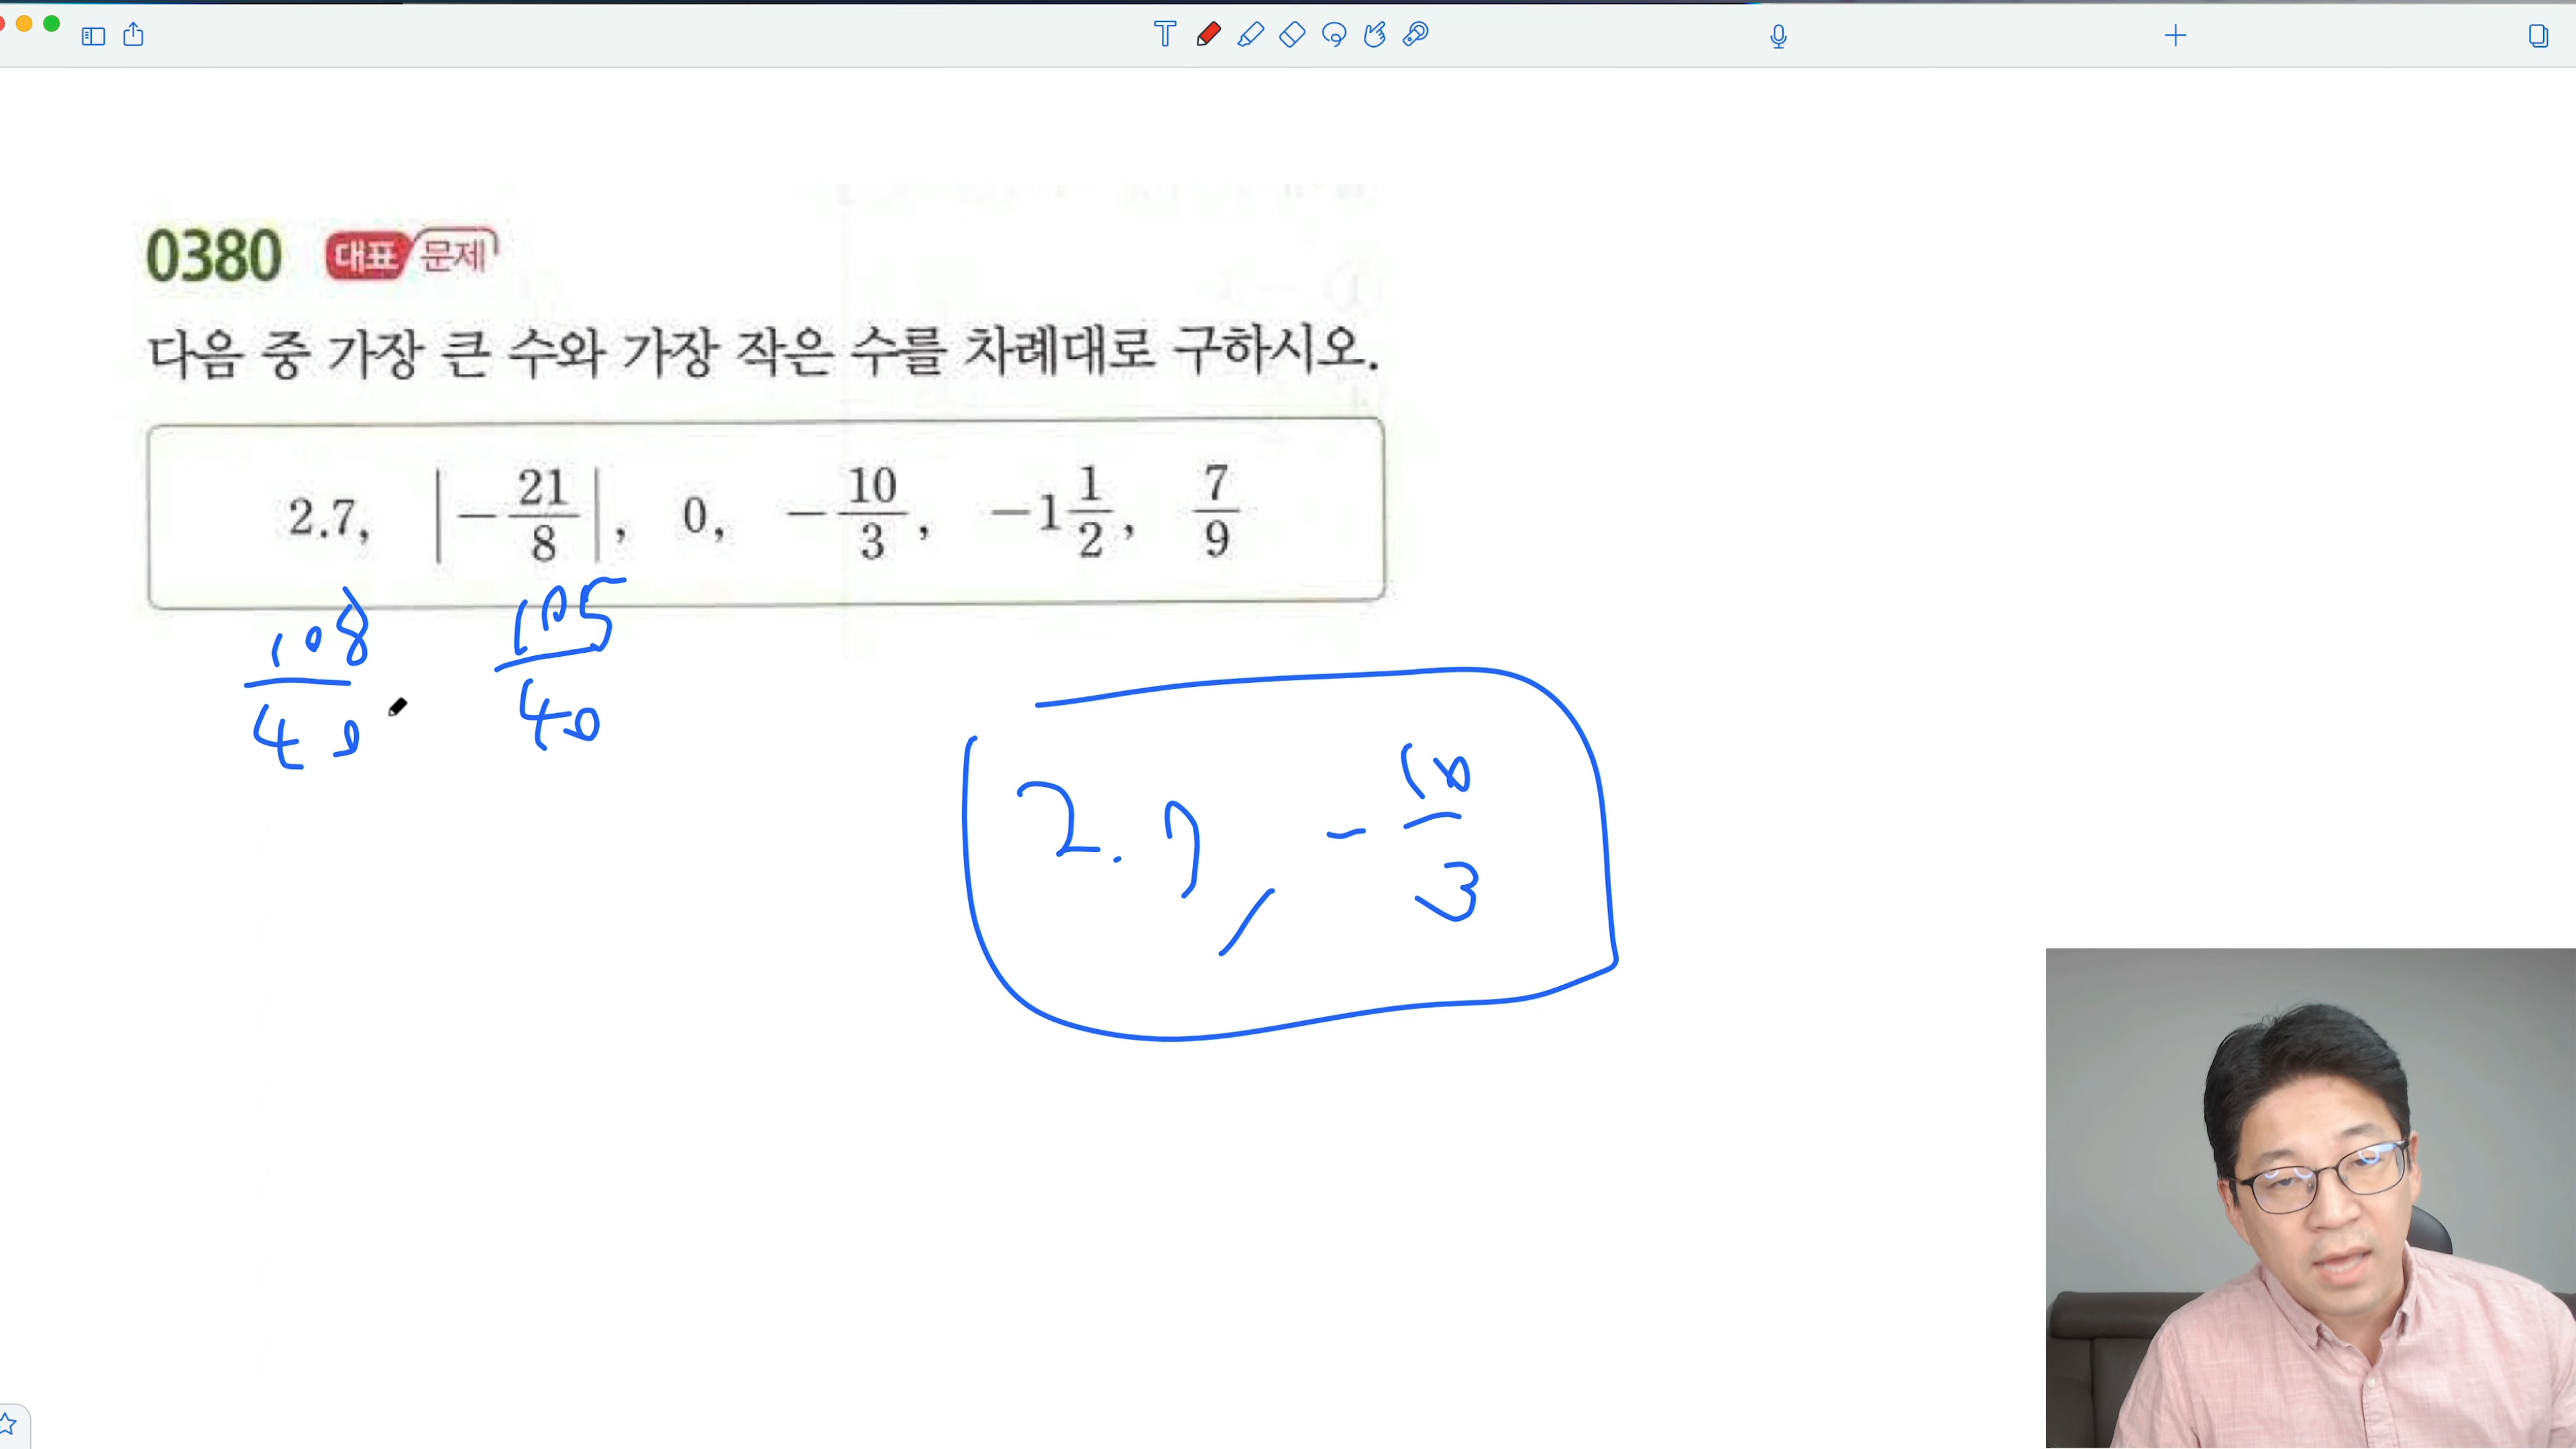 0380 대표 문제
다음 중 가장 큰 수와 가장 작은 수를 차례대로 구하시오.
2.7, |-21/8|, 0, -10/3, -1 1/2, 7/9
108/40 105/40
2.7, -10/3